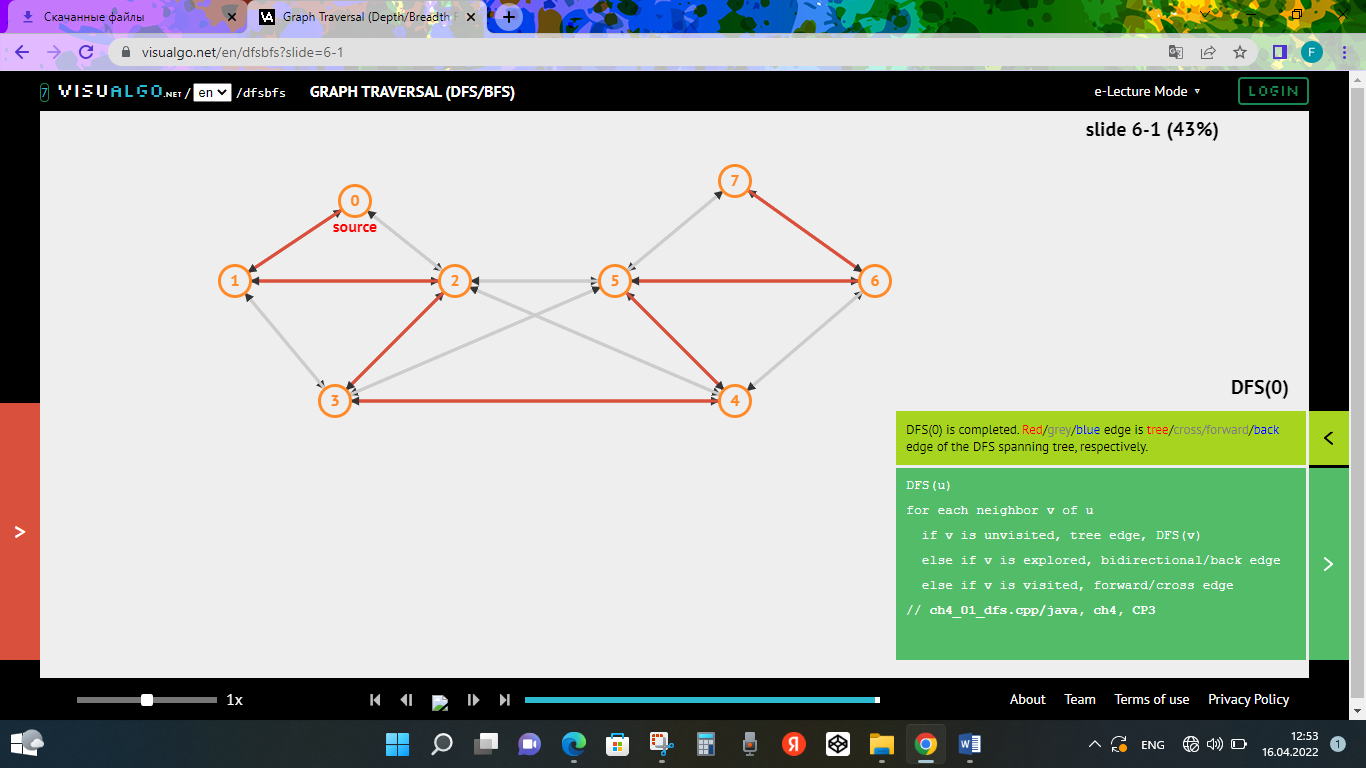 Скачанные файлы
Graph Traversal (Depth/Breadth F
visualgo.net/en/dfsbfs?slide=6-1
F
7 VISUALGO.NET / en /dfsbfs GRAPH TRAVERSAL (DFS/BFS) e-Lecture Mode ▼ LOGIN
slide 6-1 (43%)
7
0
source
1
2
5
6
3
4
DFS(0)
DFS(0) is completed. Red/grey/blue edge is tree/cross/forward/back
edge of the DFS spanning tree, respectively.
DFS(u)
for each neighbor v of u
if v is unvisited, tree edge, DFS(v)
else if v is explored, bidirectional/back edge
else if v is visited, forward/cross edge
// ch4_01_dfs.cpp/java, ch4, CP3
1x
About Team Terms of use Privacy Policy
Я
W
ENG
12:53
16.04.2022
1